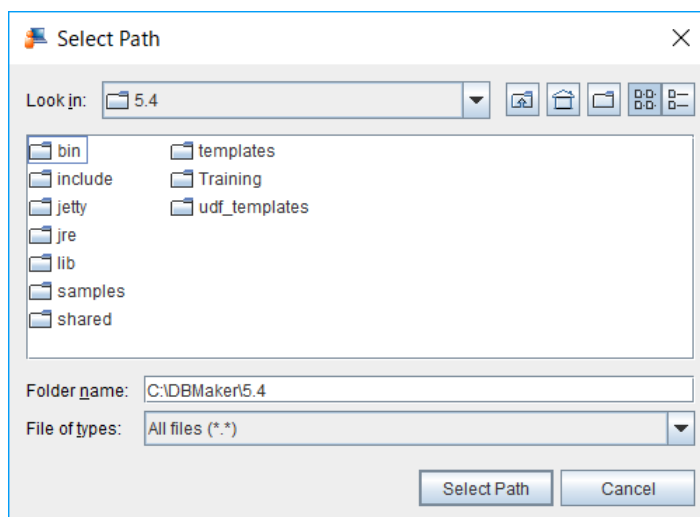 Select Path
Look in: 5.4
bin
include
jetty
jre
lib
samples
shared
templates
Training
udf_templates
Folder name: C:\DBMaker\5.4
File of types: All files (*.*)
Select Path Cancel